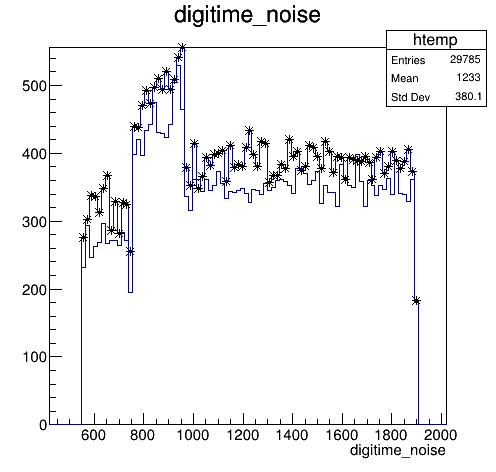 digitime_noise
htemp
Entries 29785
Mean 1233
Std Dev 380.1
500
400
300
200
100
0
600 800 1000 1200 1400 1600 1800 2000
digitime_noise